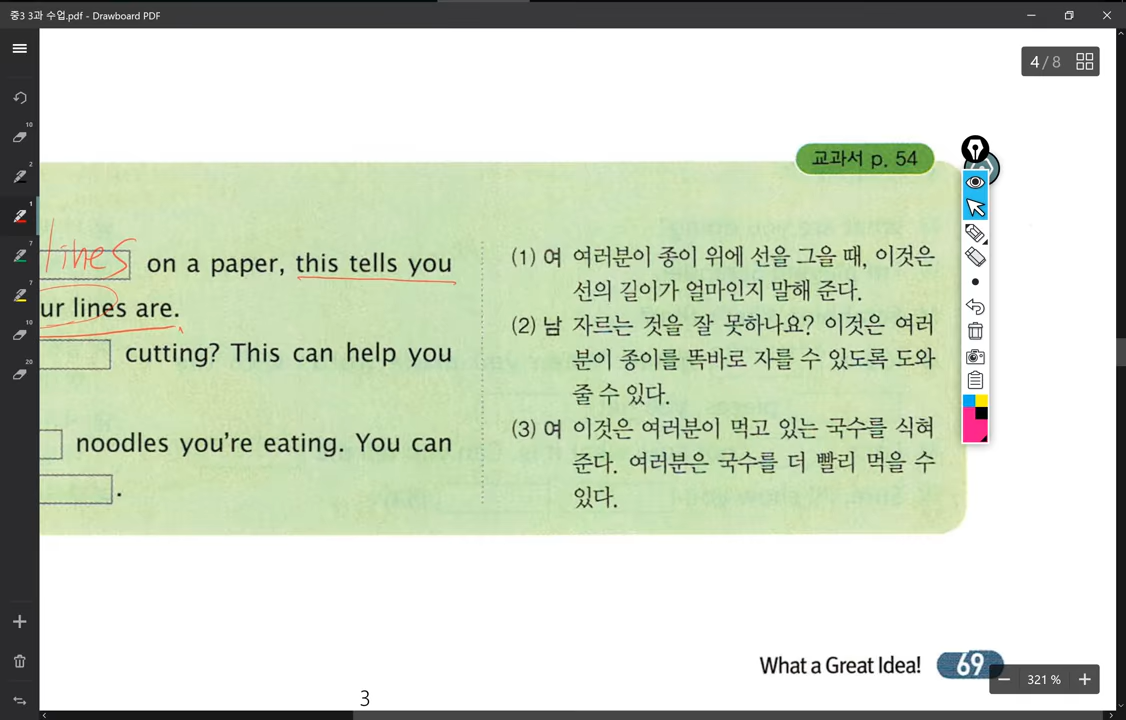 중3 3과 수업.pdf - Drawboard PDF
4 / 8
10
2
1
7
7
10
20
교과서 p. 54
lines on a paper, this tells you
ur lines are.
cutting? This can help you
noodles you're eating. You can
.
(1) 여 여러분이 종이 위에 선을 그을 때, 이것은
선의 길이가 얼마인지 말해 준다.
(2) 남 자르는 것을 잘 못하나요? 이것은 여러
분이 종이를 똑바로 자를 수 있도록 도와
줄 수 있다.
(3) 여 이것은 여러분이 먹고 있는 국수를 식혀
준다. 여러분은 국수를 더 빨리 먹을 수
있다.
What a Great Idea! 69
321 %
3